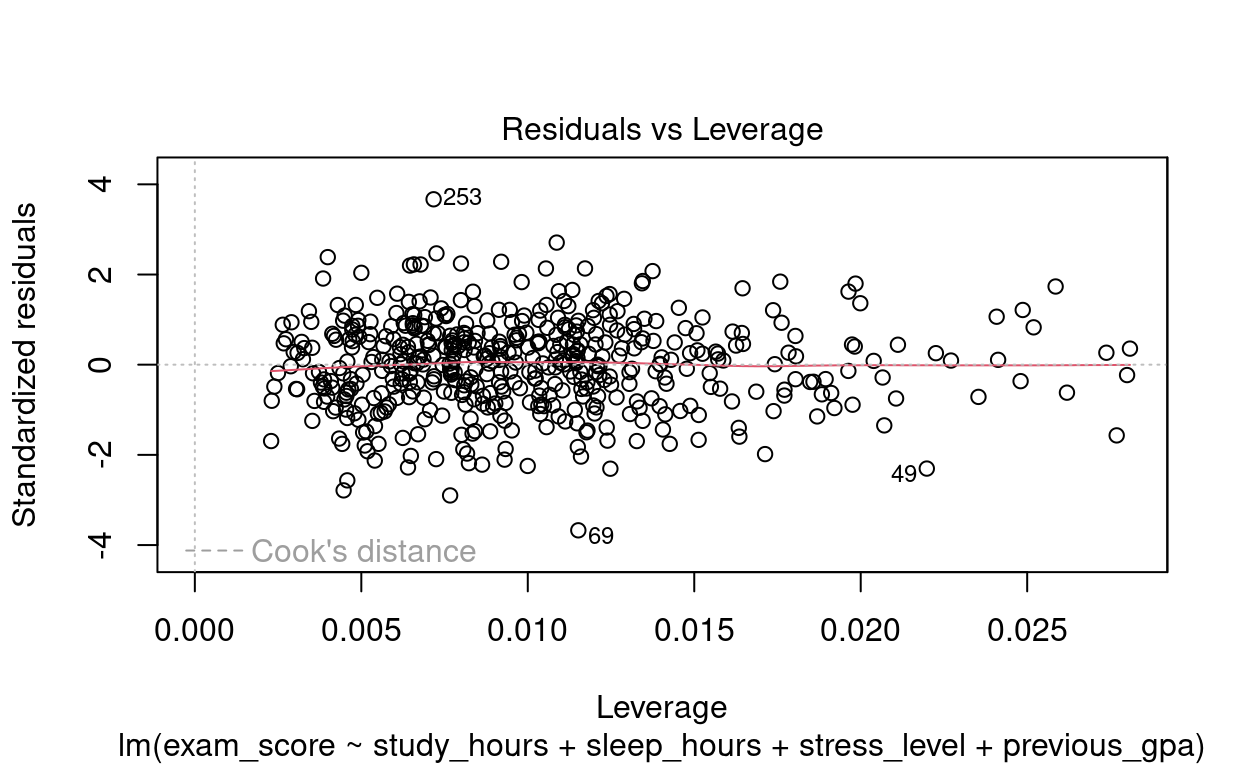 Residuals vs Leverage
Standardized residuals
4
2
0
-2
-4
253
49
69
Cook's distance
0.000 0.005 0.010 0.015 0.020 0.025
Leverage
lm(exam_score ~ study_hours + sleep_hours + stress_level + previous_gpa)